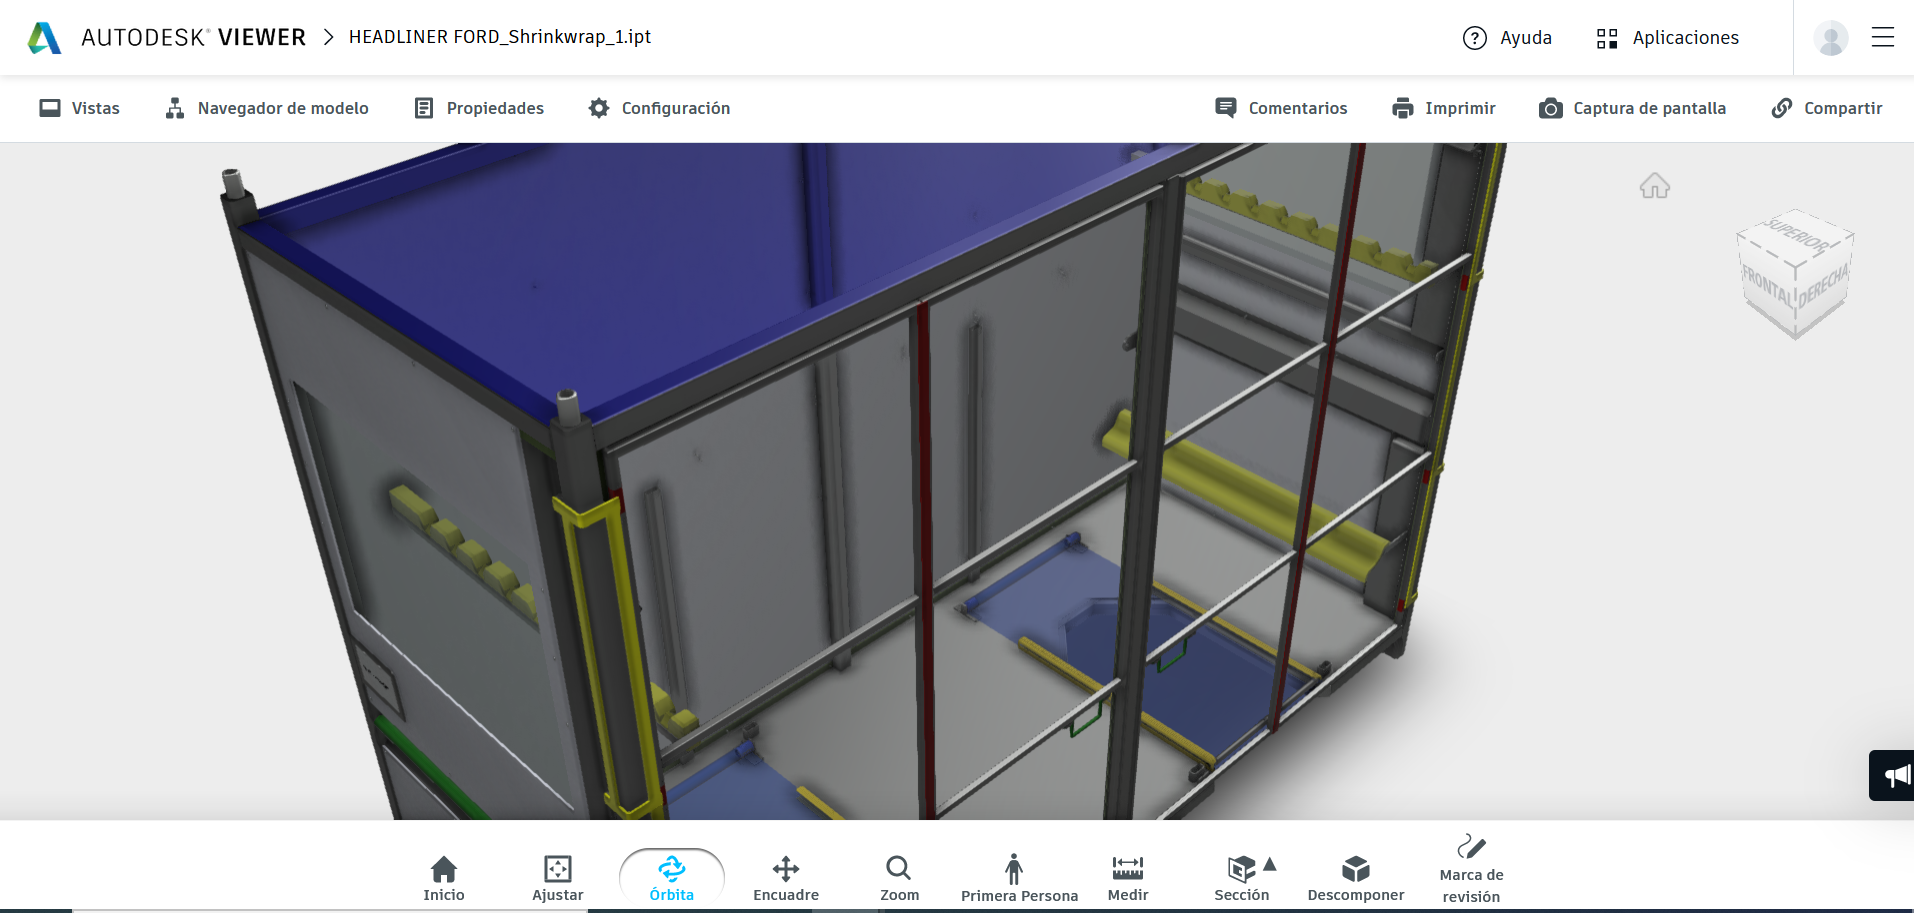 AUTODESK® VIEWER > HEADLINER FORD_Shrinkwrap_1.ipt
Ayuda
Aplicaciones
Vistas
Navegador de modelo
Propiedades
Configuración
Comentarios
Imprimir
Captura de pantalla
Compartir
SUPERIOR
FRONTAL
DERECHA
Inicio
Ajustar
Órbita
Encuadre
Zoom
Primera Persona
Medir
Sección
Descomponer
Marca de
revisión